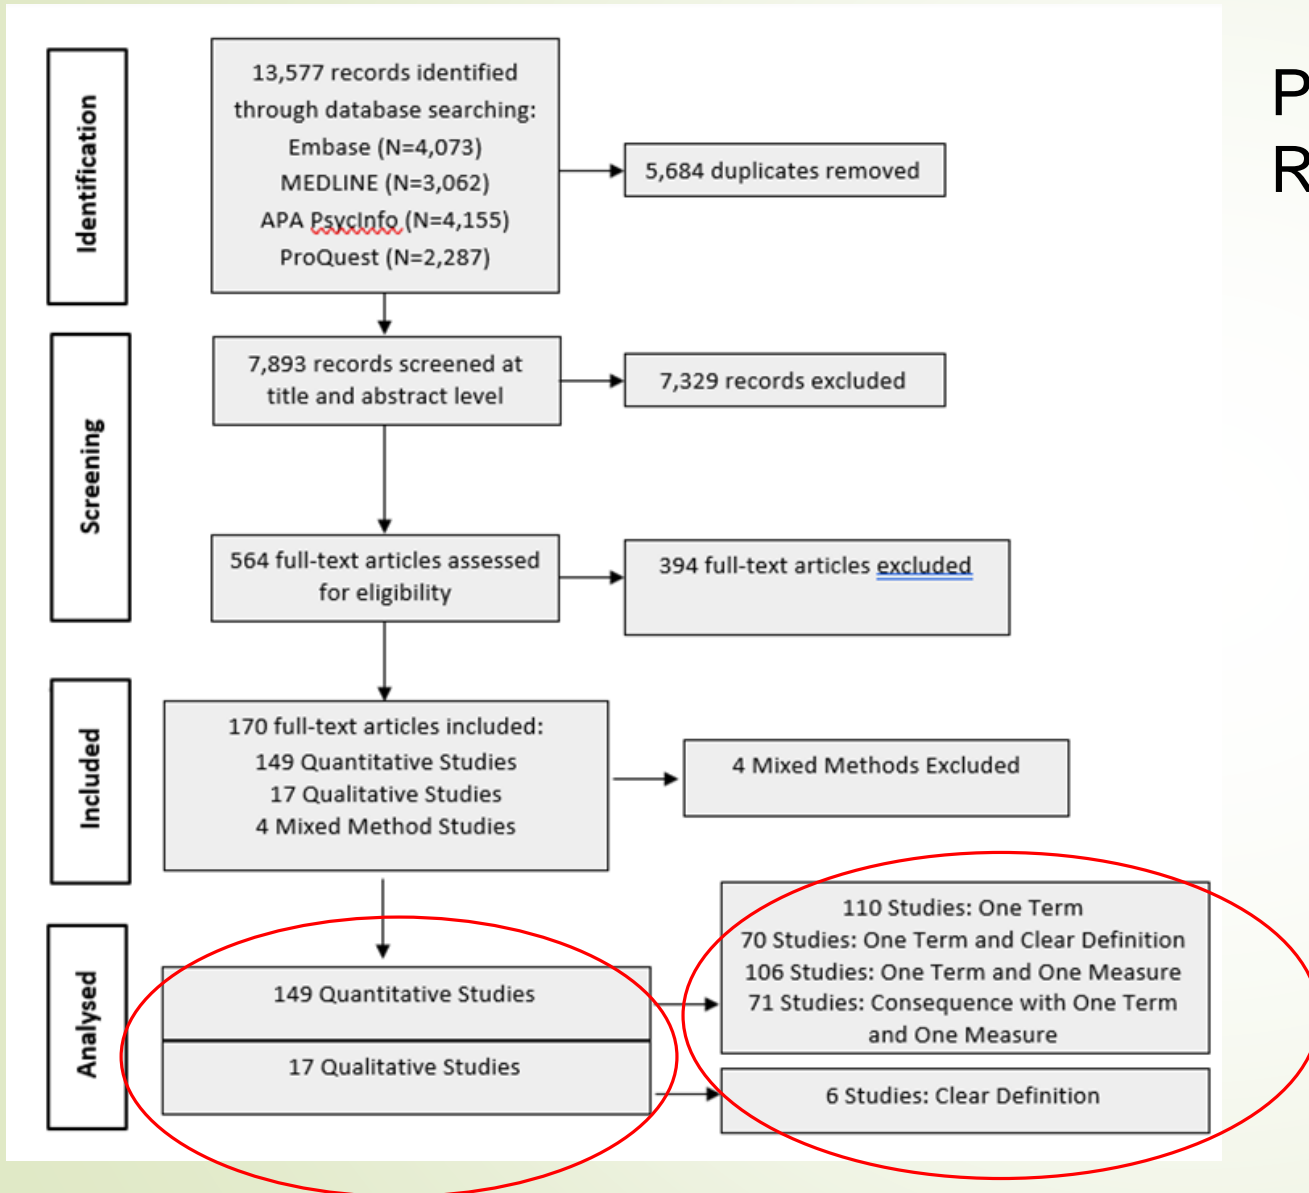 Identification
13,577 records identified
through database searching:
Embase (N=4,073)
MEDLINE (N=3,062)
APA PsycInfo (N=4,155)
ProQuest (N=2,287)
5,684 duplicates removed
P
R
Screening
7,893 records screened at
title and abstract level
7,329 records excluded
564 full-text articles assessed
for eligibility
394 full-text articles excluded
Included
170 full-text articles included:
149 Quantitative Studies
17 Qualitative Studies
4 Mixed Method Studies
4 Mixed Methods Excluded
Analysed
149 Quantitative Studies
17 Qualitative Studies
110 Studies: One Term
70 Studies: One Term and Clear Definition
106 Studies: One Term and One Measure
71 Studies: Consequence with One Term
and One Measure
6 Studies: Clear Definition